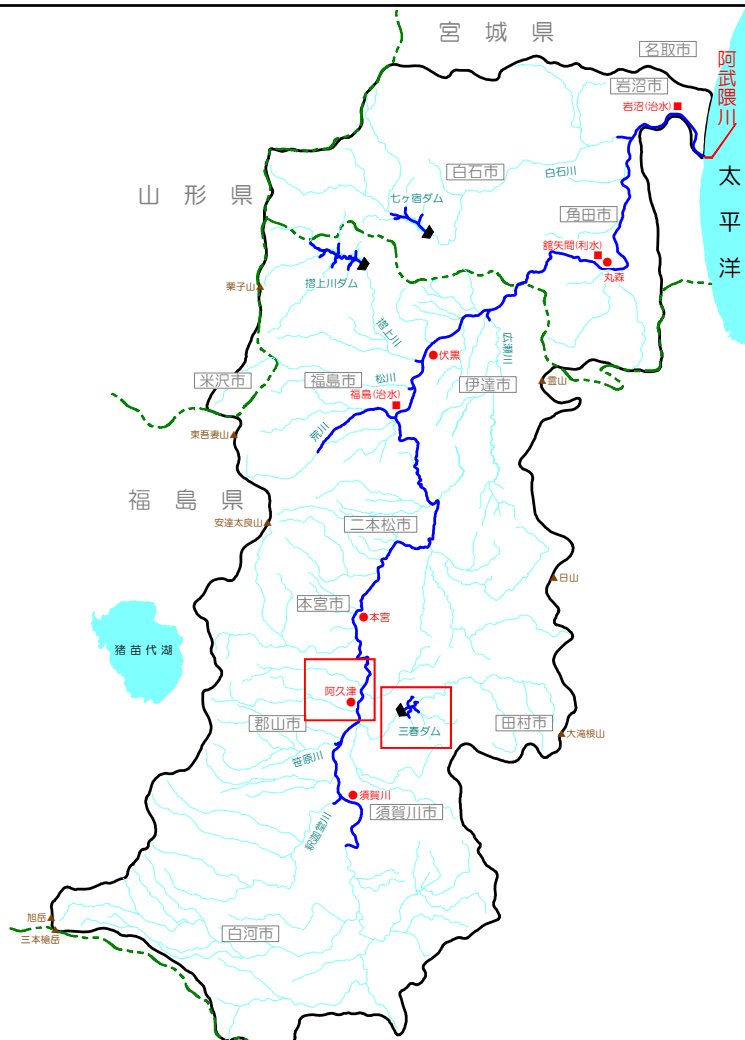 宮城県
名取市
岩沼市
阿武隈川
岩沼(治水)
太平洋
白石市
白石川
山形県
七ヶ宿ダム
角田市
舘矢間(利水)
丸森
栗子山
摺上川ダム
摺上川
広瀬川
伏黒
米沢市
福島市
松川
伊達市
霊山
福島(治水)
荒川
東吾妻山
福島県
安達太良山
二本松市
日山
本宮市
本宮
猪苗代湖
阿久津
郡山市
三春ダム
田村市
大滝根山
笹原川
須賀川
須賀川市
釈迦堂川
旭岳
三本槍岳
白河市